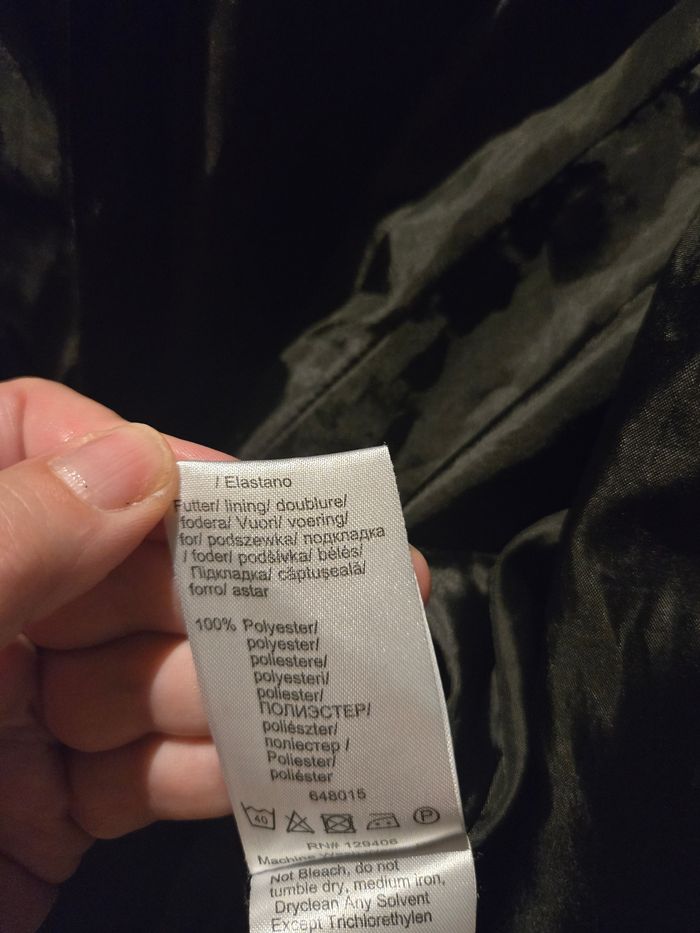 / Elastano
Futter/ lining/ doublure/
fodera/ Vuori/ voering/
for/ podszewka/ подкладка
/ foder/ podšívka/ bélés/
Підкладка/ căptuşeală/
forro/ astar
100% Polyester/
polyester/
poliestere/
polyesteri/
poliester/
ПОЛИЭСТЕР/
poliészter/
поліестер /
Poliester/
poliéster
648015
40
P
RN# 129406
Machine
Not Bleach, do not
tumble dry, medium iron,
Dryclean Any Solvent
Except Trichlorethylen